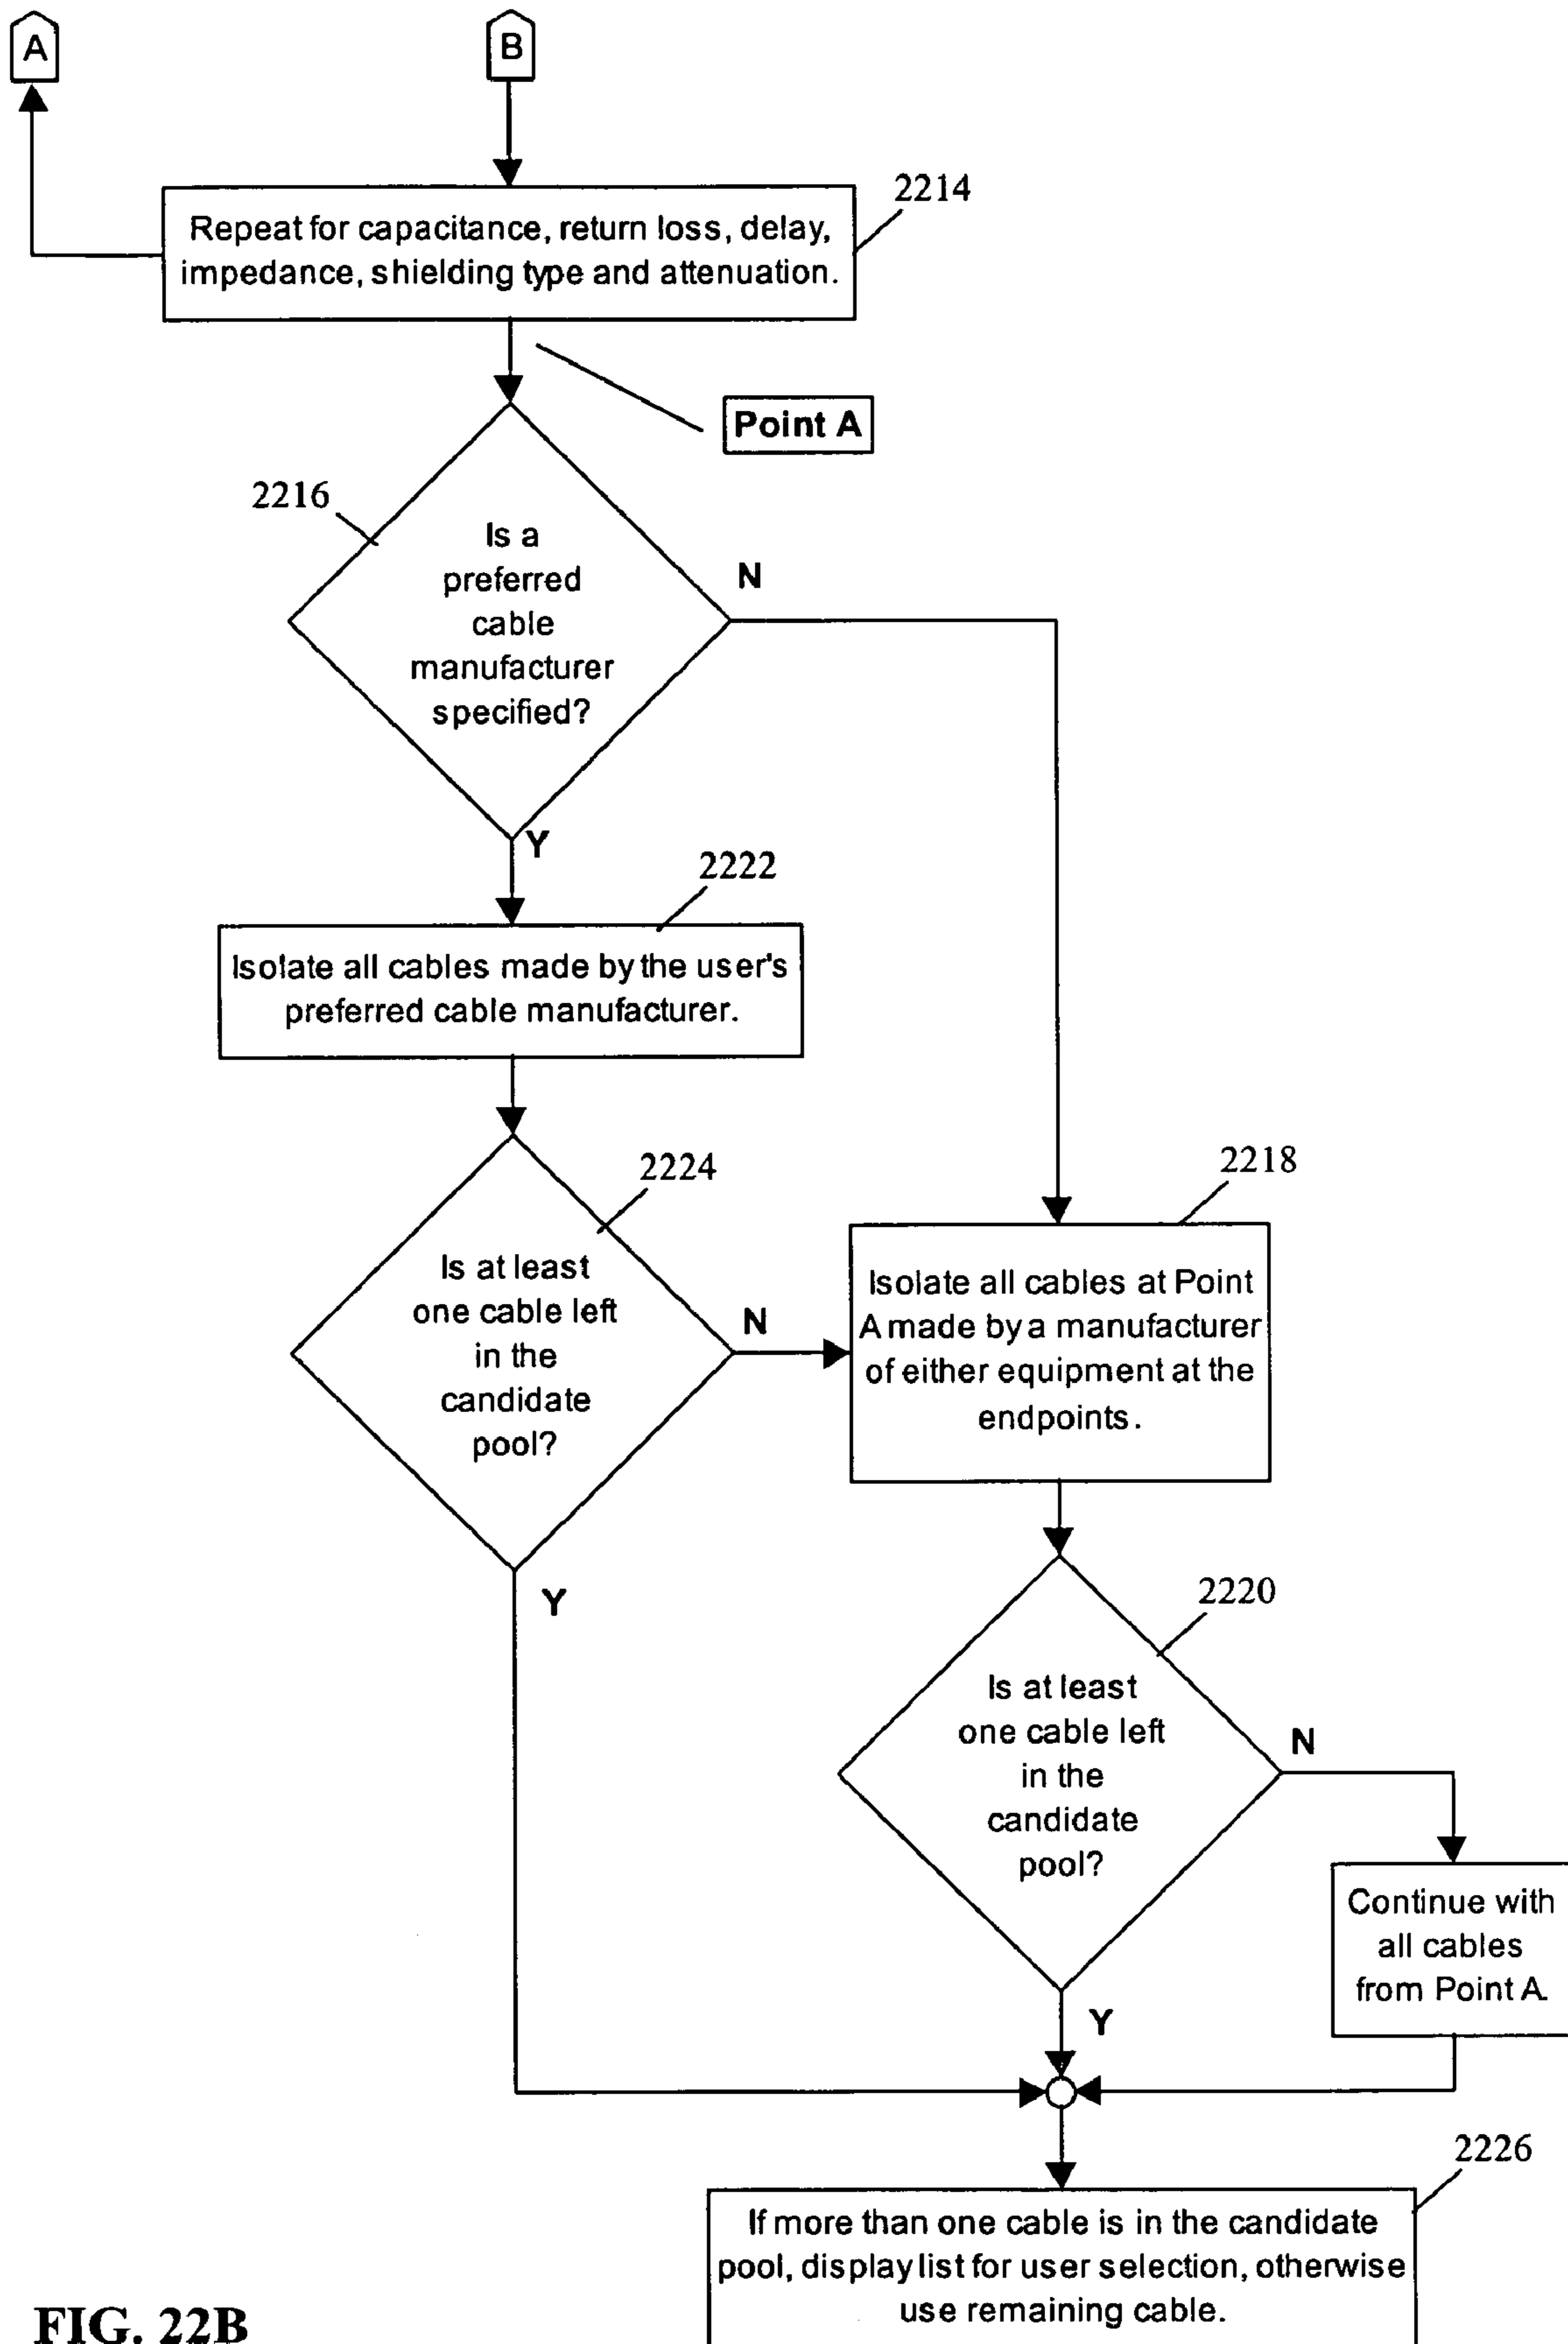 A
B
2214
Repeat for capacitance, return loss, delay,
impedance, shielding type and attenuation.
Point A
2216
Is a
preferred
cable
manufacturer
specified?
N
Y
2222
Isolate all cables made by the user's
preferred cable manufacturer.
2224
Is at least
one cable left
in the
candidate
pool?
N
Y
2218
Isolate all cables at Point
A made by a manufacturer
of either equipment at the
endpoints.
2220
Is at least
one cable left
in the
candidate
pool?
N
Y
Continue with
all cables
from Point A.
2226
If more than one cable is in the candidate
pool, display list for user selection, otherwise
use remaining cable.
FIG. 22B